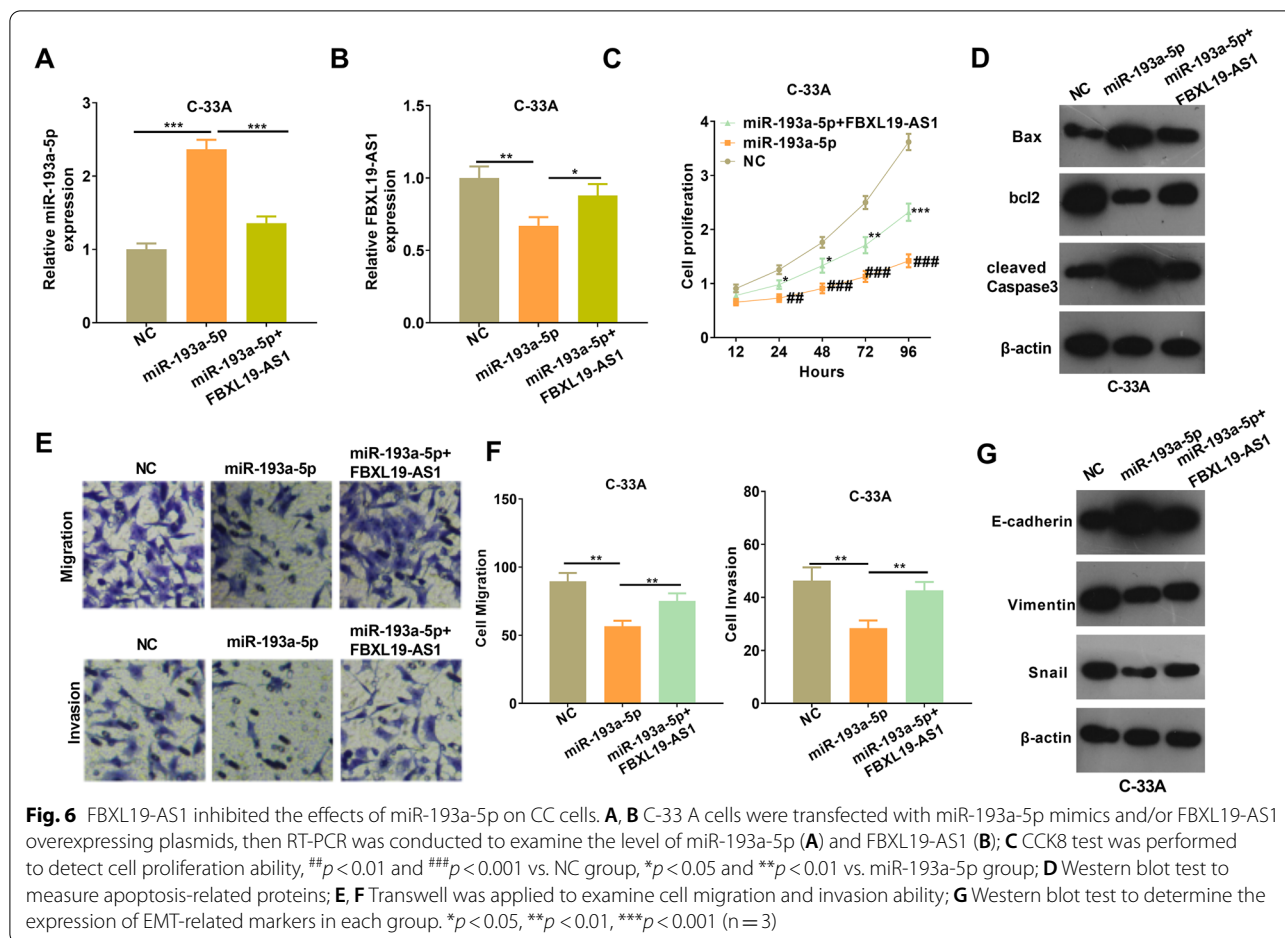 A
C-33A
Relative miR-193a-5p
expression
3
2
1
0
***
***
NC
miR-193a-5p
miR-193a-5p+
FBXL19-AS1
B
C-33A
Relative FBXL19-AS1
expression
1.5
1.0
0.5
0.0
**
*
NC
miR-193a-5p
miR-193a-5p+
FBXL19-AS1
C
C-33A
Cell proliferation
4
3
2
1
0
miR-193a-5p+FBXL19-AS1
miR-193a-5p
NC
*
*
**
***
##
###
###
###
12 24 48 72 96
Hours
D
NC
miR-193a-5p
miR-193a-5p+
FBXL19-AS1
Bax
bcl2
cleaved
Caspase3
β-actin
C-33A
E
NC
miR-193a-5p
miR-193a-5p+
FBXL19-AS1
Migration
NC
miR-193a-5p
miR-193a-5p+
FBXL19-AS1
Invasion
F
C-33A
Cell Migration
150
100
50
0
**
**
NC
miR-193a-5p
miR-193a-5p+
FBXL19-AS1
C-33A
Cell Invasion
80
60
40
20
0
**
**
NC
miR-193a-5p
miR-193a-5p+
FBXL19-AS1
G
NC
miR-193a-5p
miR-193a-5p+
FBXL19-AS1
E-cadherin
Vimentin
Snail
β-actin
C-33A
Fig. 6 FBXL19-AS1 inhibited the effects of miR-193a-5p on CC cells. A, B C-33 A cells were transfected with miR-193a-5p mimics and/or FBXL19-AS1
overexpressing plasmids, then RT-PCR was conducted to examine the level of miR-193a-5p (A) and FBXL19-AS1 (B); C CCK8 test was performed
to detect cell proliferation ability, ##p < 0.01 and ###p < 0.001 vs. NC group, *p < 0.05 and **p < 0.01 vs. miR-193a-5p group; D Western blot test to
measure apoptosis-related proteins; E, F Transwell was applied to examine cell migration and invasion ability; G Western blot test to determine the
expression of EMT-related markers in each group. *p < 0.05, **p < 0.01, ***p < 0.001 (n = 3)